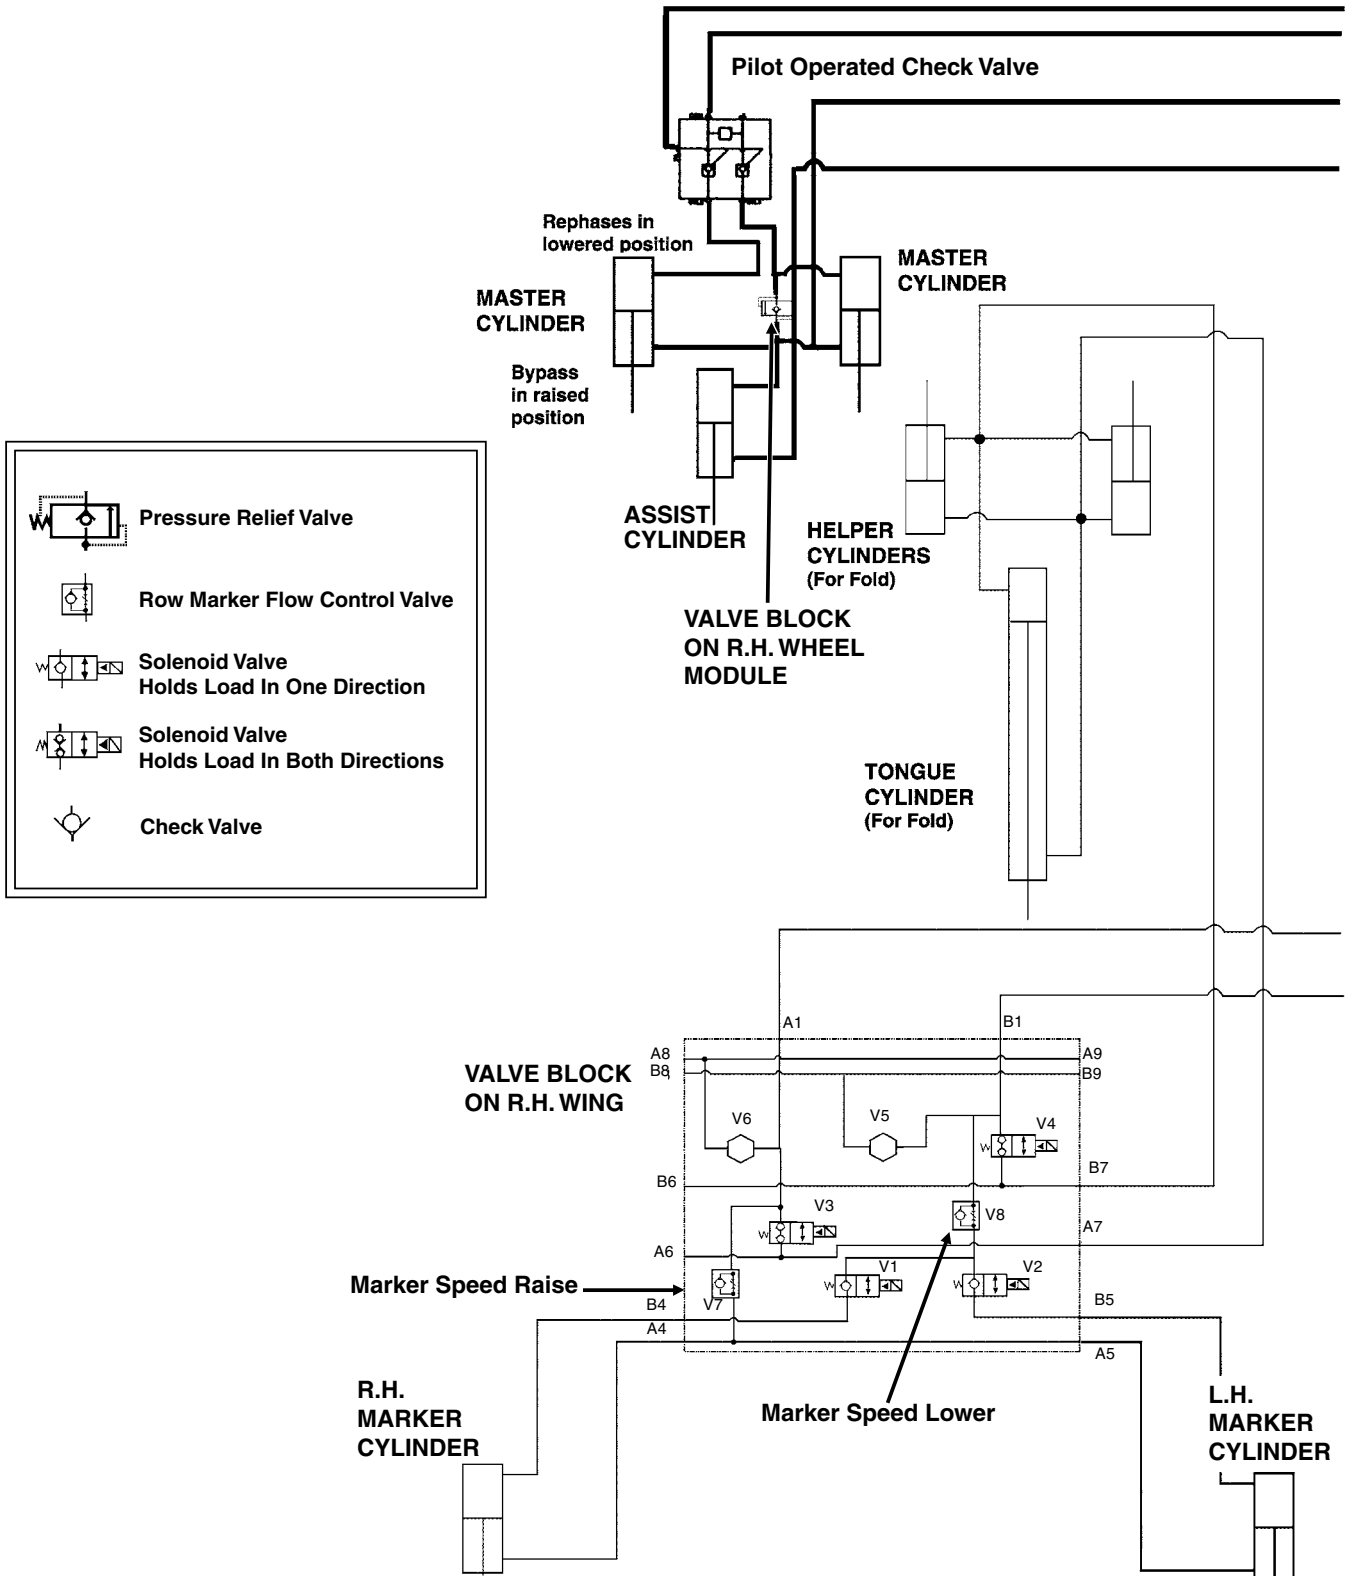 Pilot Operated Check Valve
Rephases in
lowered position
MASTER
CYLINDER
MASTER
CYLINDER
Bypass
in raised
position
ASSIST
CYLINDER
HELPER
CYLINDERS
(For Fold)
VALVE BLOCK
ON R.H. WHEEL
MODULE
Pressure Relief Valve
Row Marker Flow Control Valve
Solenoid Valve
Holds Load In One Direction
Solenoid Valve
Holds Load In Both Directions
Check Valve
TONGUE
CYLINDER
(For Fold)
A1
B1
A8
A9
B8
B9
VALVE BLOCK
ON R.H. WING
V6
V5
V4
B6
B7
V3
V8
A7
A6
V1
V2
Marker Speed Raise
V7
B4
B5
A4
A5
Marker Speed Lower
R.H.
MARKER
CYLINDER
L.H.
MARKER
CYLINDER